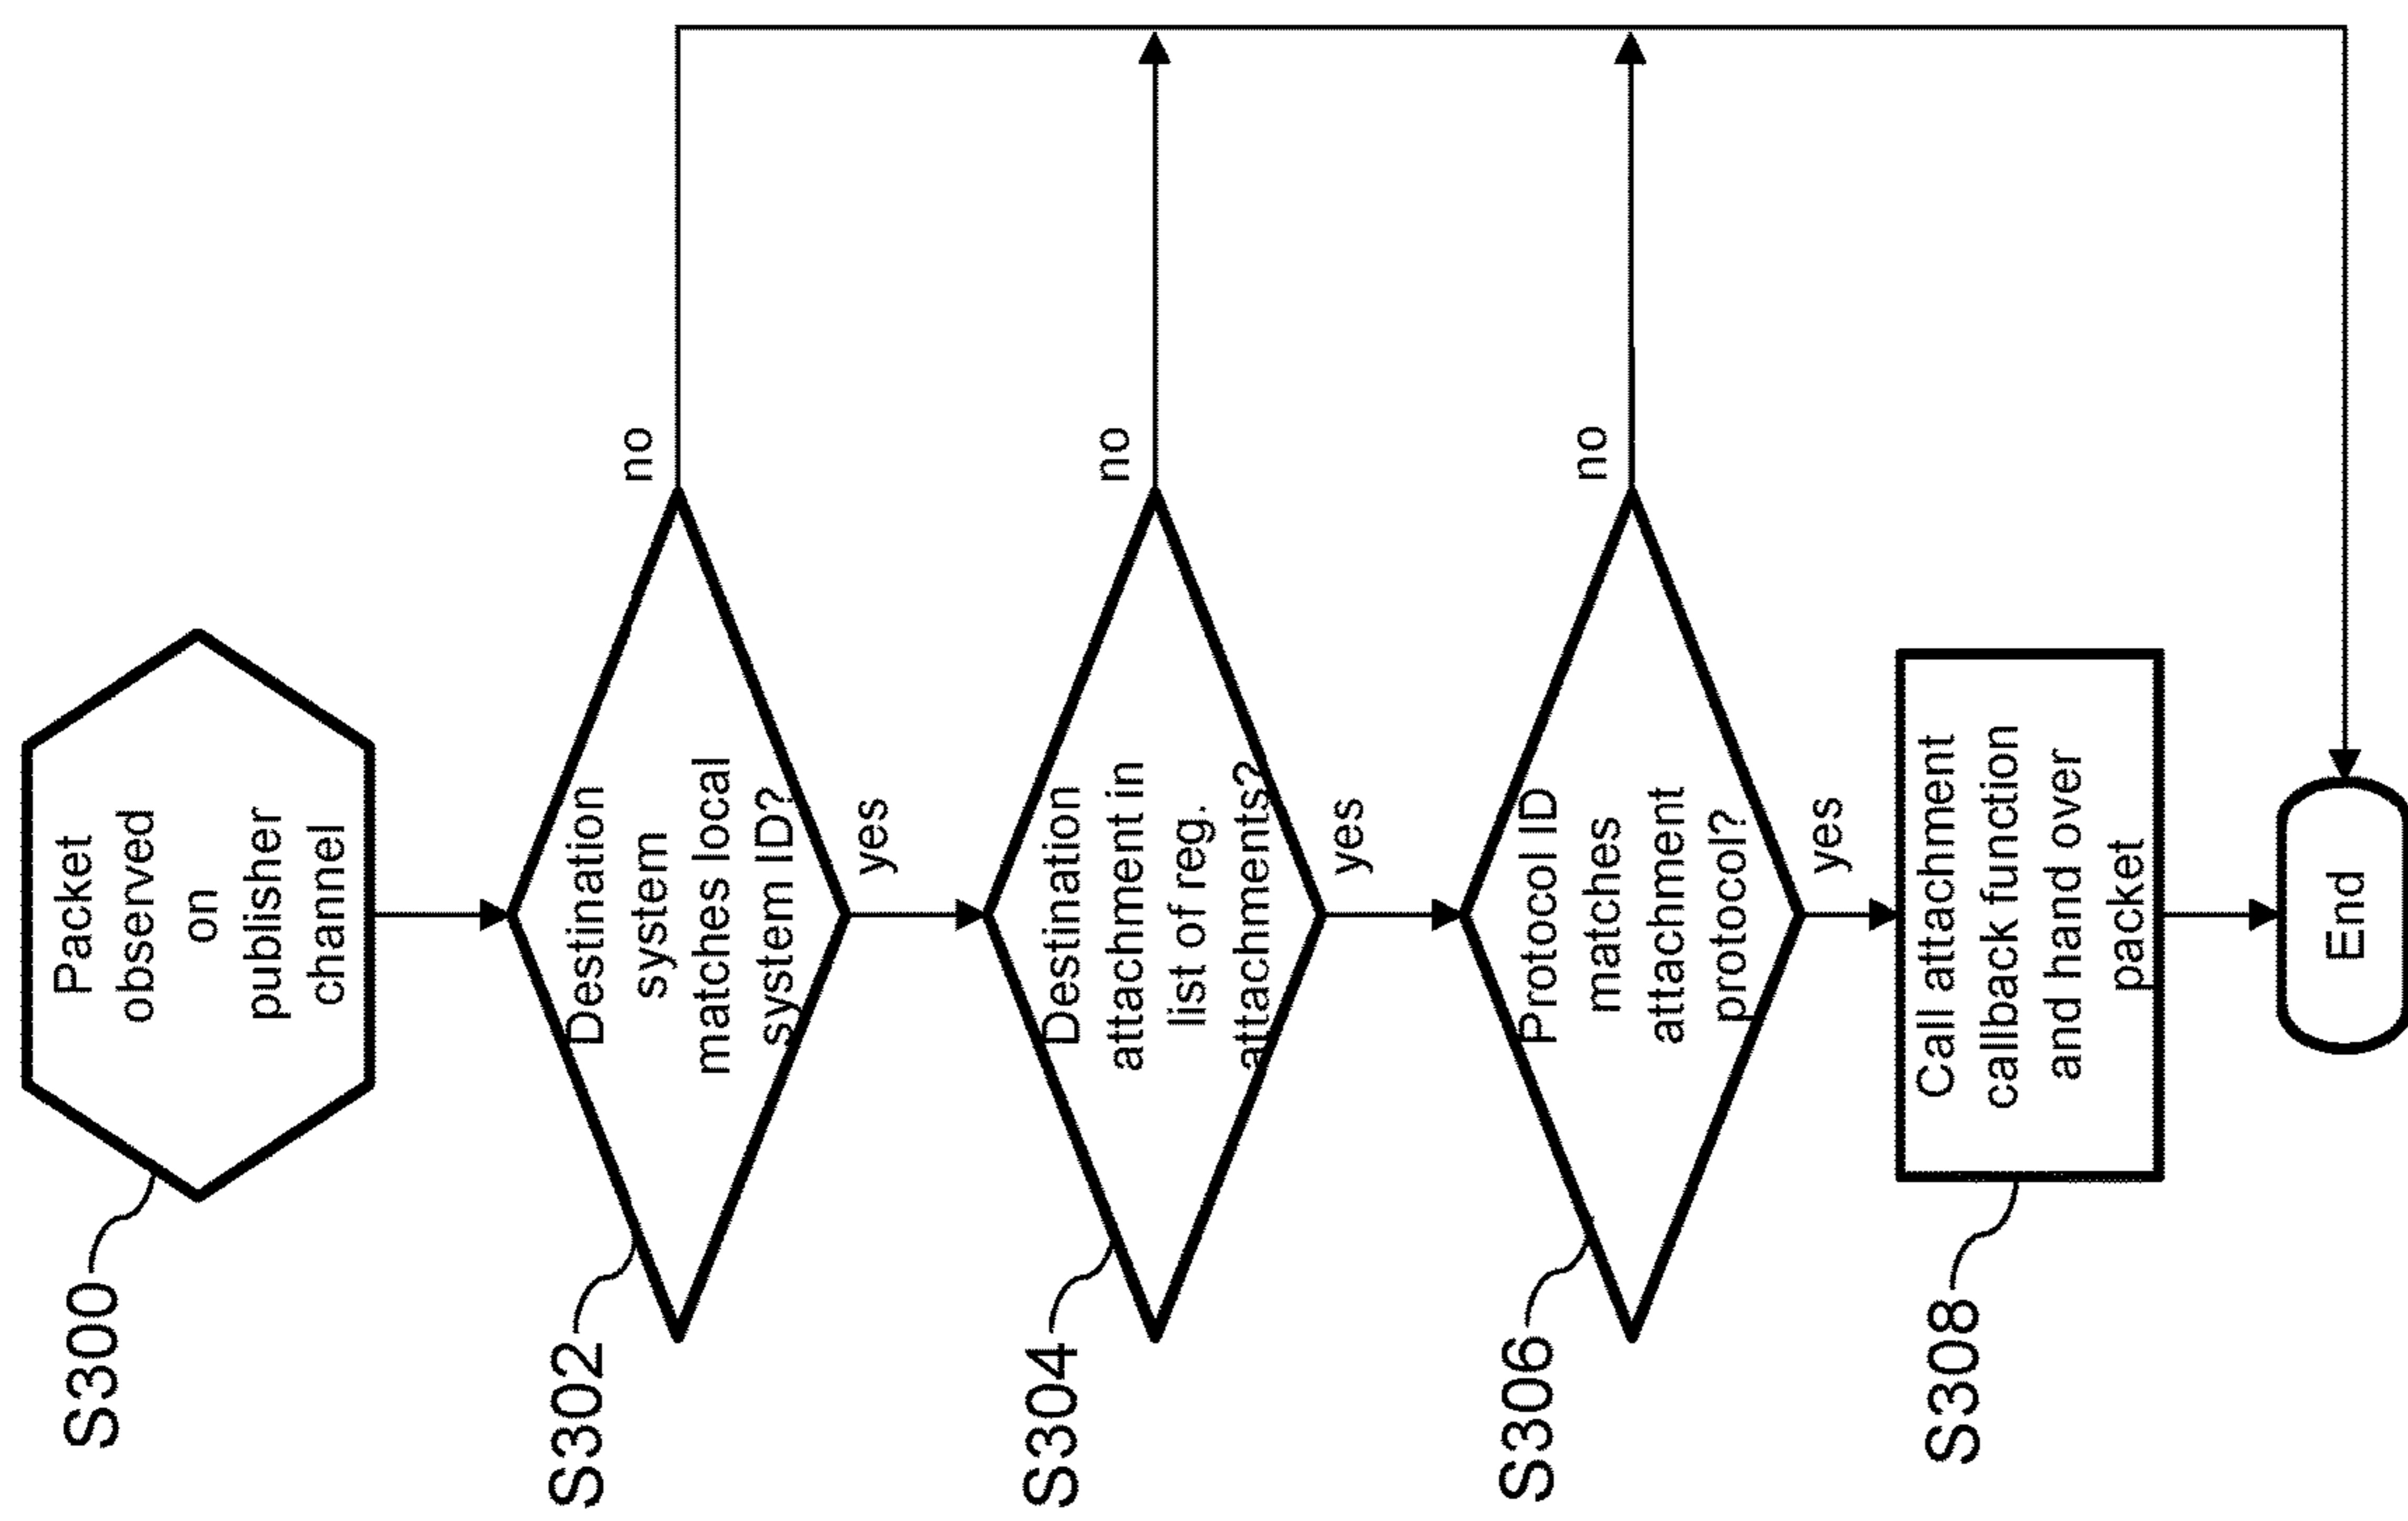 S300
Packet
observed
on
publisher
channel
S302
Destination
system
matches local
system ID?
no
yes
S304
Destination
attachment in
list of reg.
attachments?
no
yes
S306
Protocol ID
matches
attachment
protocol?
no
yes
S308
Call attachment
callback function
and hand over
packet
End